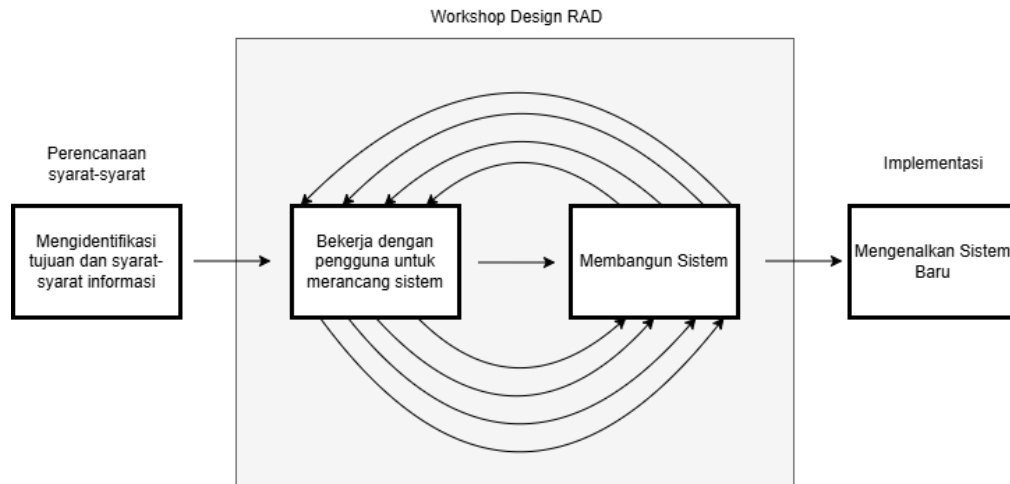 Workshop Design RAD
Perencanaan
syarat-syarat
Implementasi
Mengidentifikasi
tujuan dan syarat-
syarat informasi
Bekerja dengan
pengguna untuk
merancang sistem
Membangun Sistem
Mengenalkan Sistem
Baru